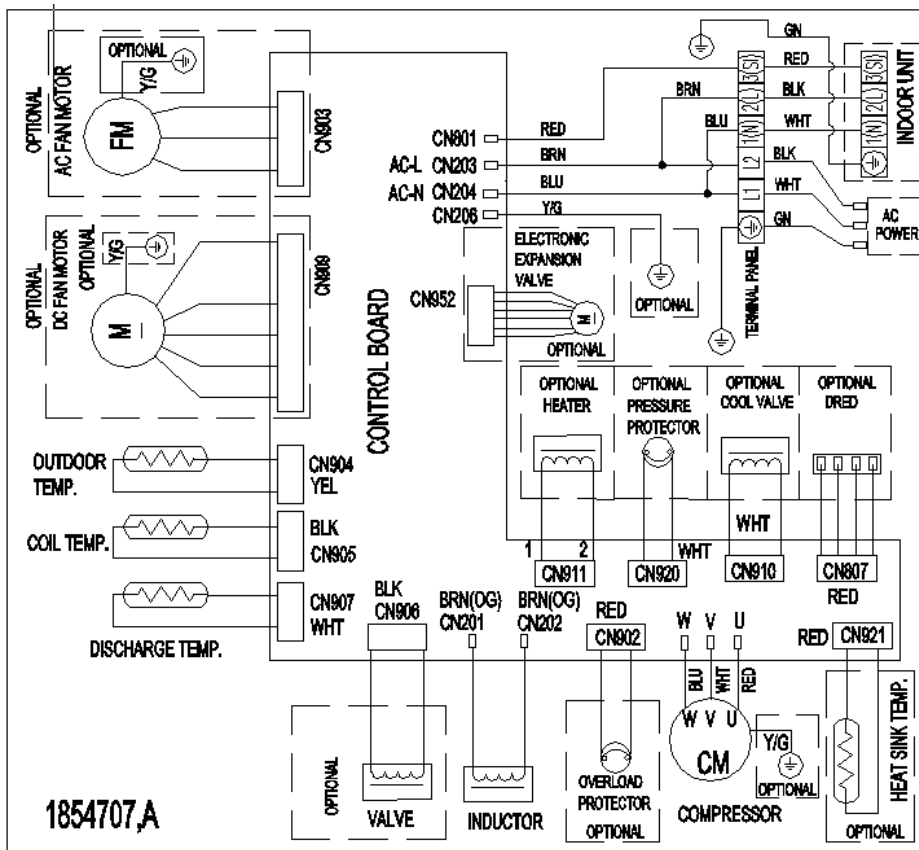 OPTIONAL
Y/G
FM
OPTIONAL
AC FAN MOTOR
CN903
OPTIONAL
DC FAN MOTOR
OPTIONAL
Y/G
M
CN909
CONTROL BOARD
CN801
RED
AC-L CN203
BRN
AC-N CN204
BLU
CN206
Y/G
BRN
BLU
GN
RED
BLK
WHT
3(SI)
2(L)
1(N)
L2
L1
TERMINAL PANEL
3(SI)
2(L)
1(N)
INDOOR UNIT
BLK
WHT
GN
AC
POWER
ELECTRONIC
EXPANSION
VALVE
CN952
M
OPTIONAL
OPTIONAL
OPTIONAL
HEATER
OPTIONAL
PRESSURE
PROTECTOR
OPTIONAL
COOL VALVE
OPTIONAL
DRED
1
2
WHT
WHT
CN911
CN920
CN910
CN807
RED
OUTDOOR
TEMP.
CN904
YEL
COIL TEMP.
BLK
CN905
CN907
WHT
DISCHARGE TEMP.
BLK
CN906
BRN(OG)
CN201
BRN(OG)
CN202
RED
CN902
W V U
BLU
WHT
RED
W V U
CM
COMPRESSOR
Y/G
OPTIONAL
RED
CN921
HEAT SINK TEMP.
OPTIONAL
OPTIONAL
VALVE
INDUCTOR
OVERLOAD
PROTECTOR
OPTIONAL
1854707,A